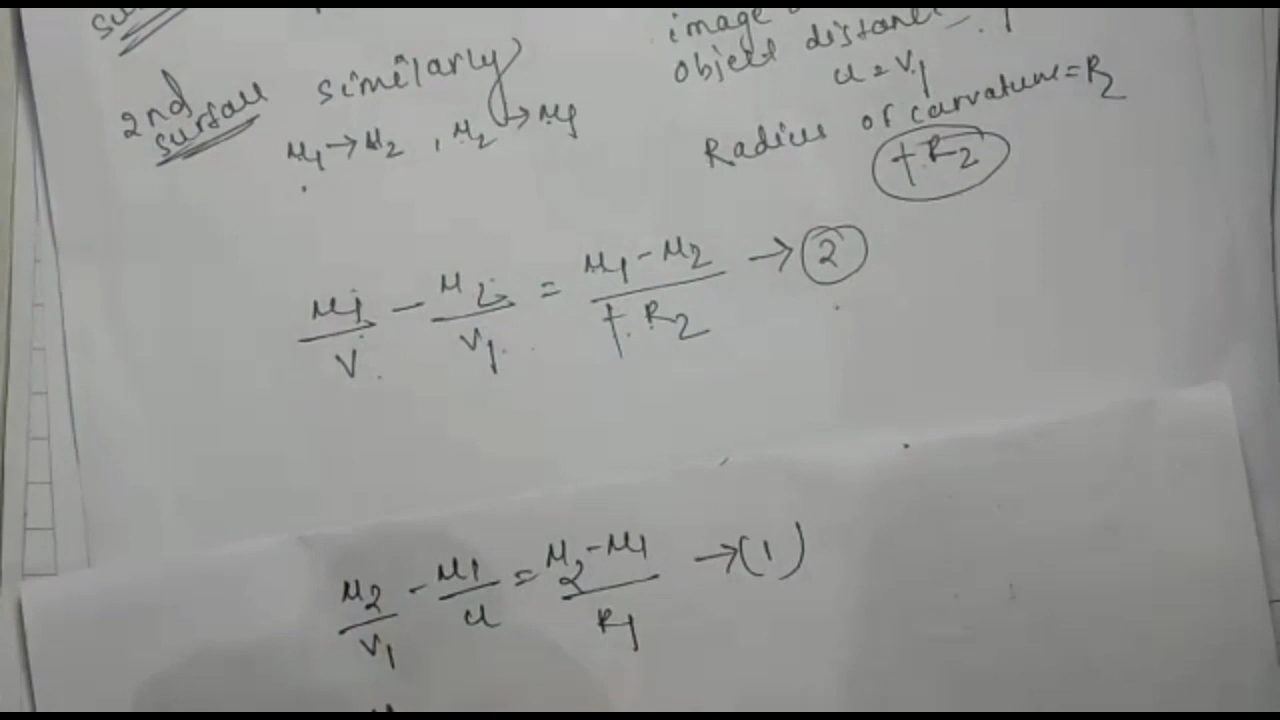 image
object distance
u = v1
2nd surface similarly
μ1 → μ2 , μ2 → μ1
Radius of carvature = R2
+ R2
μ1/v - μ2/v1 = (μ1 - μ2)/+R2 → 2
μ2/v1 - μ1/u = (μ2 - μ1)/R1 → (1)